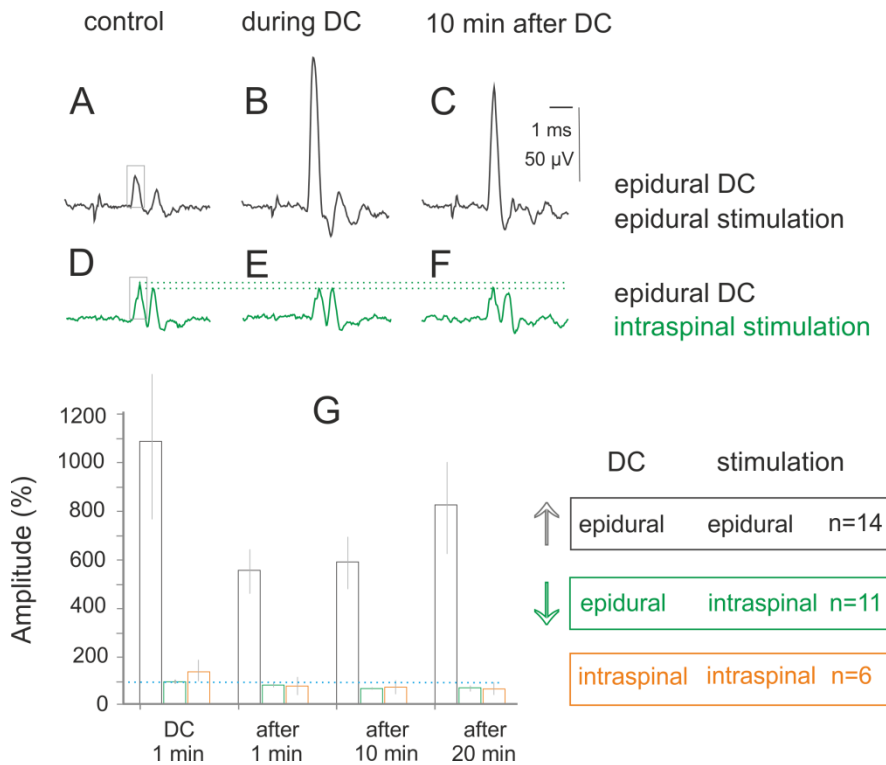 control during DC 10 min after DC
A B C
1 ms
50 µV
epidural DC
epidural stimulation
D E F
epidural DC
intraspinal stimulation
G
Amplitude (%)
1200
1000
800
600
400
200
0
DC
1 min
after
1 min
after
10 min
after
20 min
DC stimulation
epidural epidural n=14
epidural intraspinal n=11
intraspinal intraspinal n=6